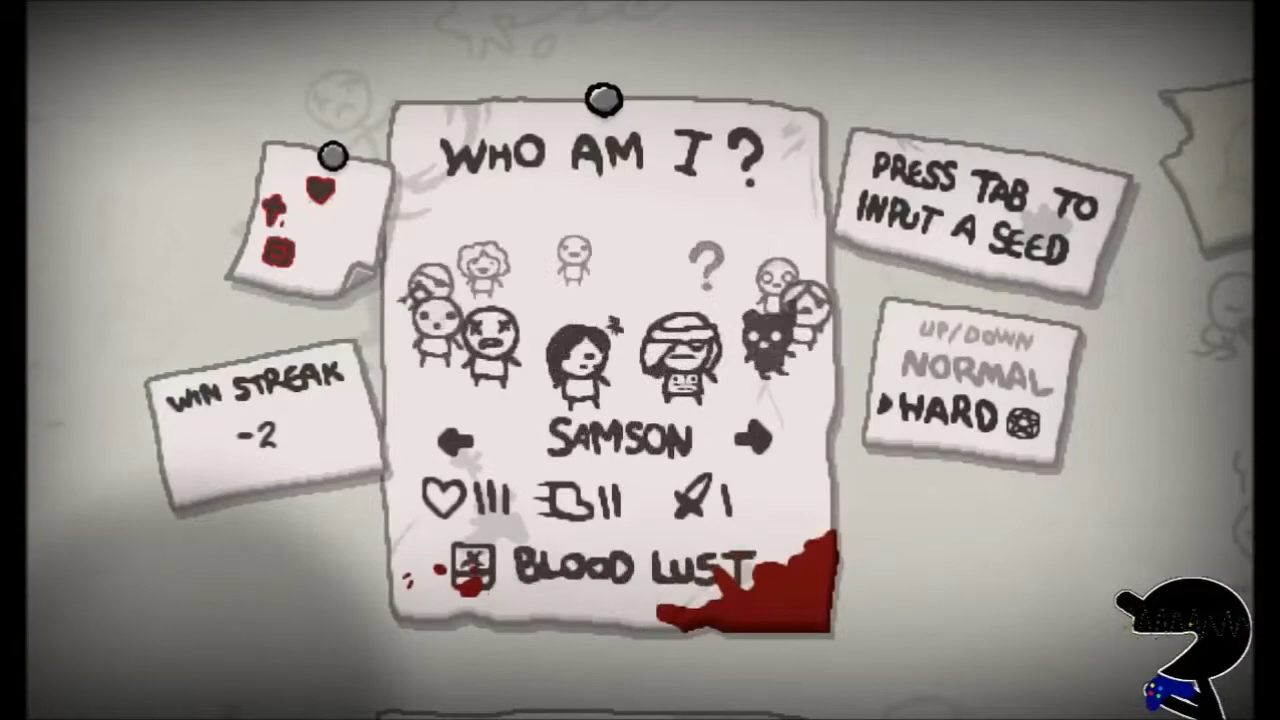 WHO AM I?
PRESS TAB TO
INPUT A SEED
WIN STREAK
-2
UP/DOWN
NORMAL
HARD
?
SAMSON
BLOOD LUST